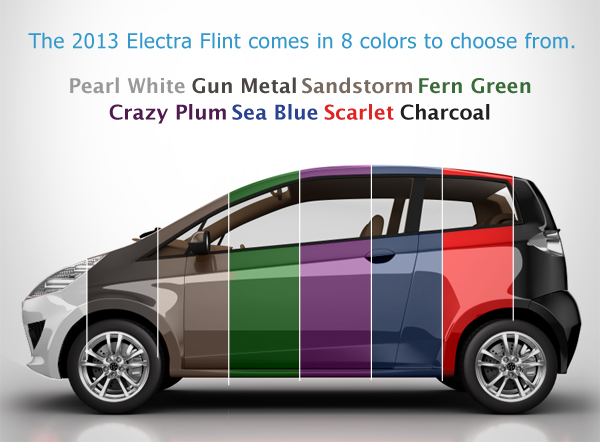 The 2013 Electra Flint comes in 8 colors to choose from.
Pearl White Gun Metal Sandstorm Fern Green
Crazy Plum Sea Blue Scarlet Charcoal